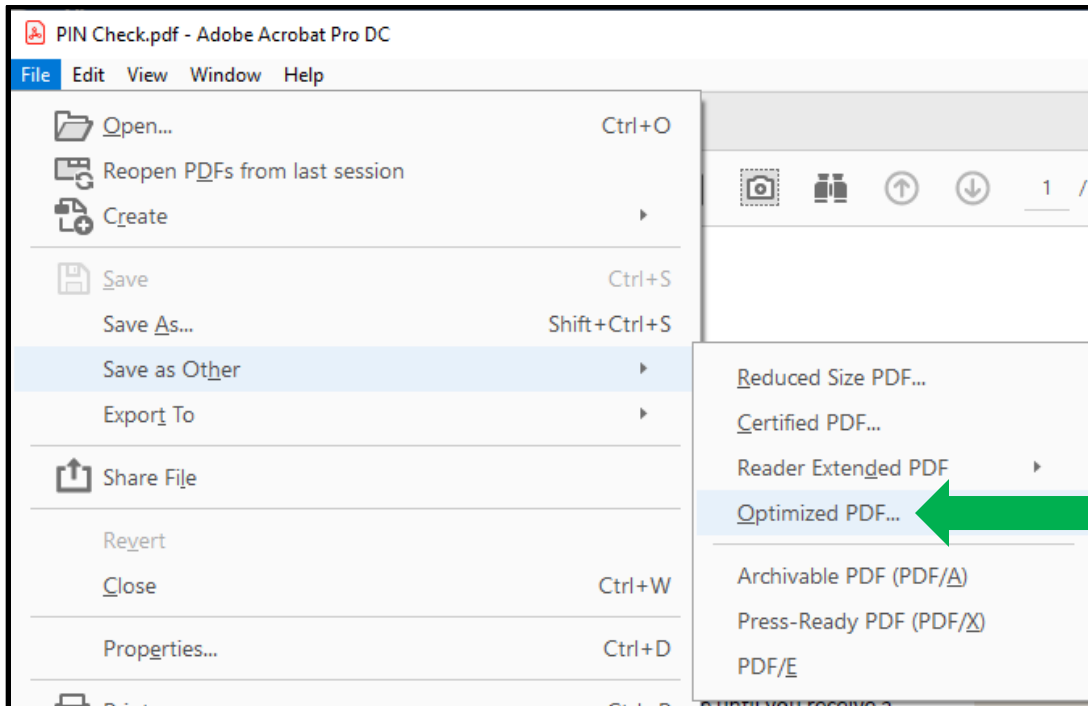 PIN Check.pdf - Adobe Acrobat Pro DC
File Edit View Window Help
Open... Ctrl+O
Reopen PDFs from last session
Create
1 /
Save Ctrl+S
Save As... Shift+Ctrl+S
Save as Other
Export To
Share File
Revert
Close Ctrl+W
Properties... Ctrl+D
Reduced Size PDF...
Certified PDF...
Reader Extended PDF
Optimized PDF...
Archivable PDF (PDF/A)
Press-Ready PDF (PDF/X)
PDF/E
until you receive a